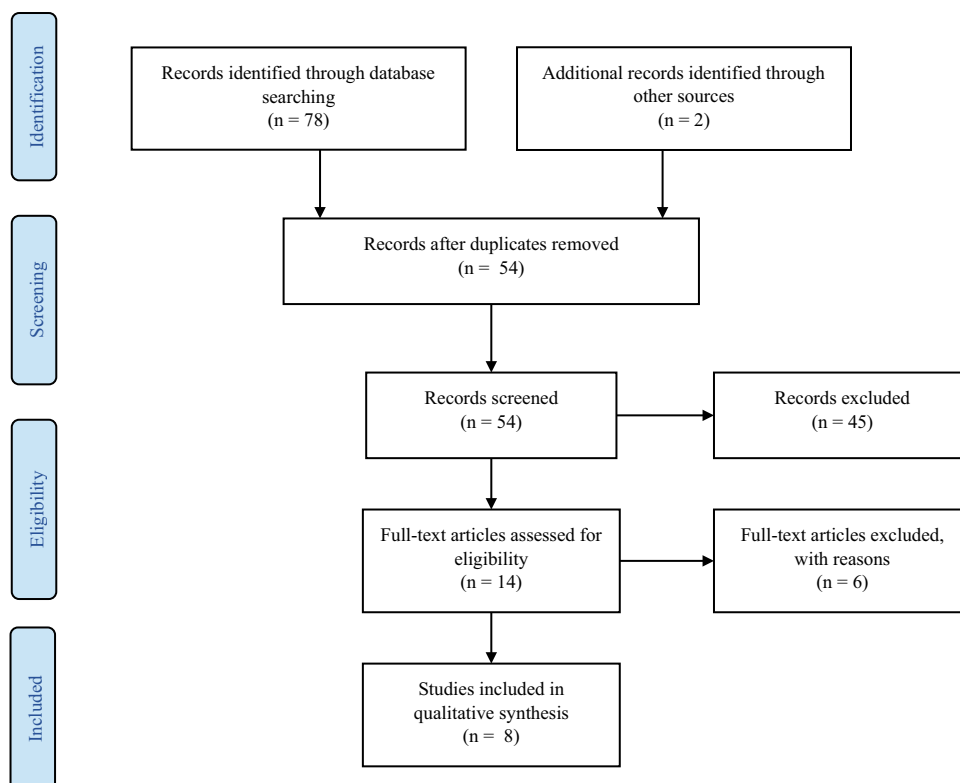 Identification
Records identified through database
searching
(n = 78)
Additional records identified through
other sources
(n = 2)
Screening
Records after duplicates removed
(n = 54)
Records screened
(n = 54)
Records excluded
(n = 45)
Eligibility
Full-text articles assessed for
eligibility
(n = 14)
Full-text articles excluded,
with reasons
(n = 6)
Included
Studies included in
qualitative synthesis
(n = 8)